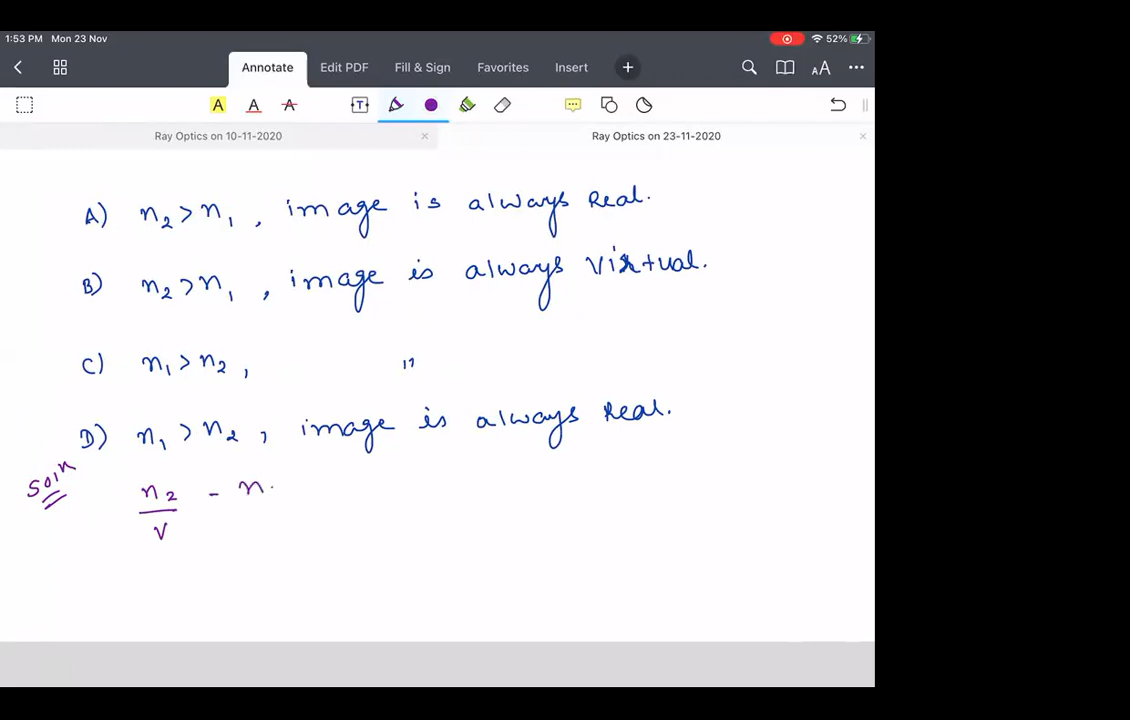 1:53 PM Mon 23 Nov 52%
Annotate Edit PDF Fill & Sign Favorites Insert
Ray Optics on 10-11-2020 Ray Optics on 23-11-2020
A) n₂ > n₁ , image is always Real.
B) n₂ > n₁ , image is always virtual.
C) n₁ > n₂ , "
D) n₁ > n₂ , image is always Real.
Solⁿ n₂/v - n